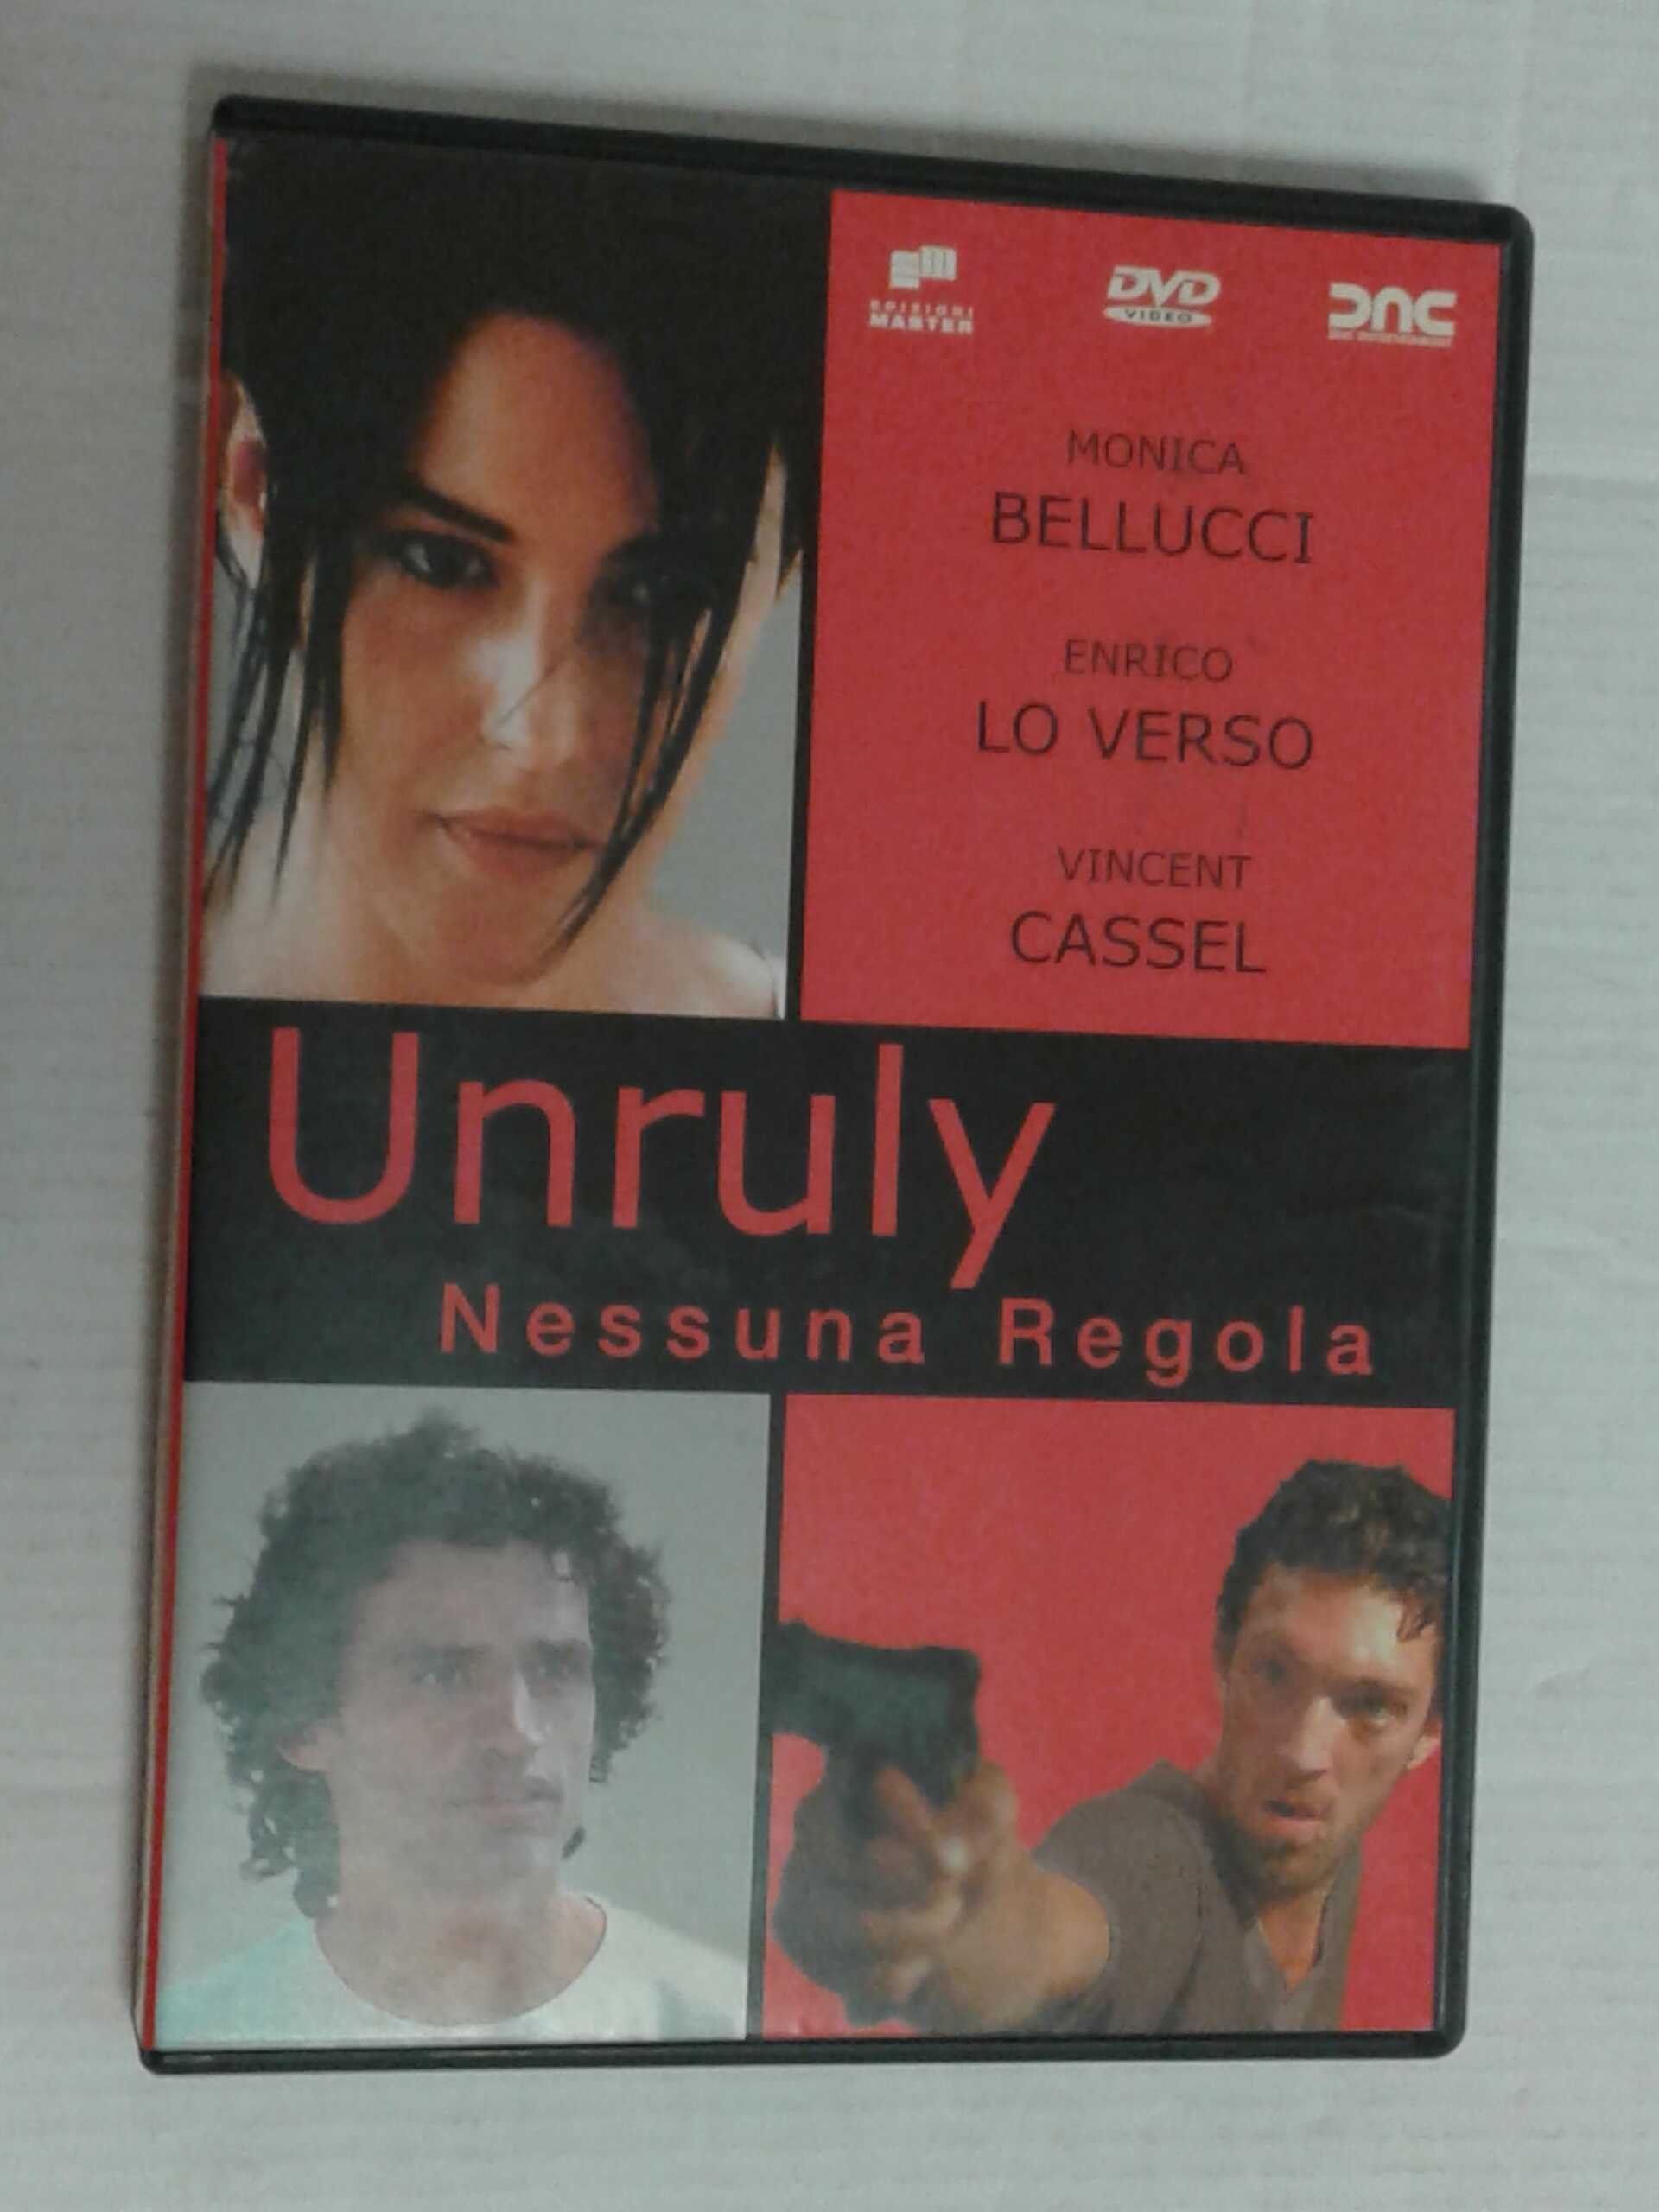 EDIZIONI
MASTER
DVD
VIDEO
DNC
MONICA
BELLUCCI
ENRICO
LO VERSO
VINCENT
CASSEL
Unruly
Nessuna Regola